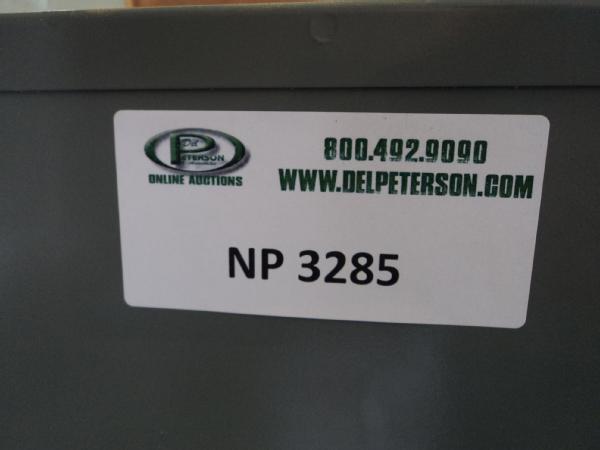 Del
PETERSON
ONLINE AUCTIONS
800.492.9090
WWW.DELPETERSON.COM
NP 3285